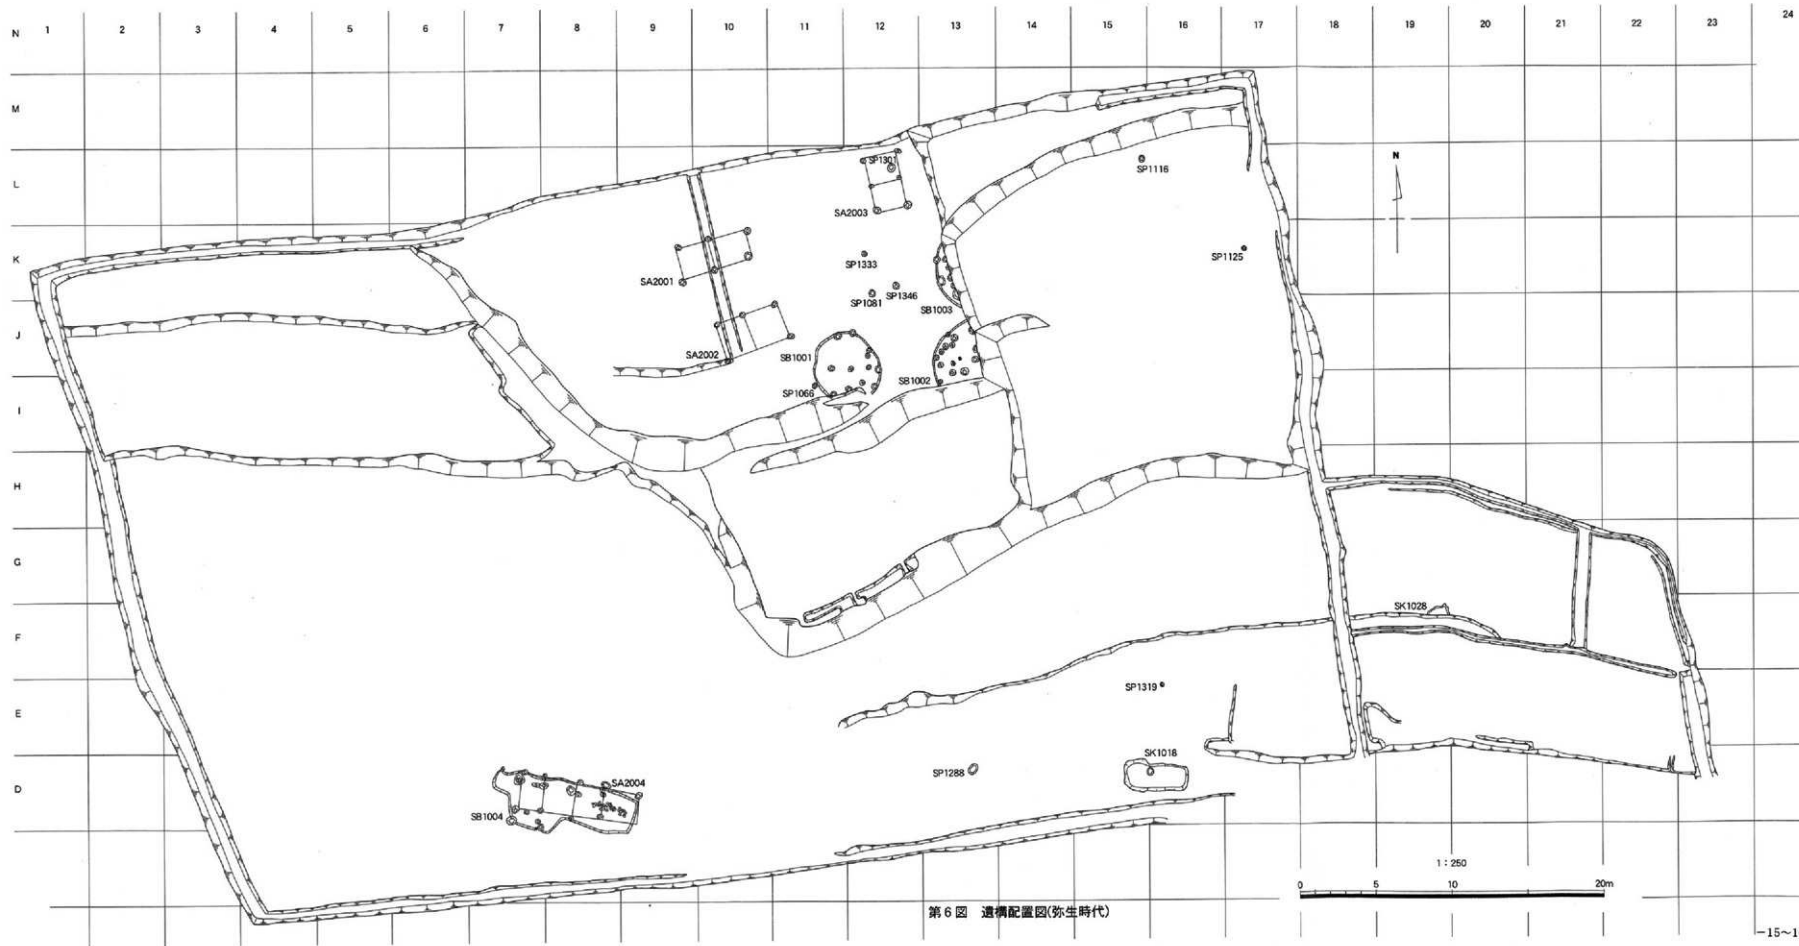 N 1 2 3 4 5 6 7 8 9 10 11 12 13 14 15 16 17 18 19 20 21 22 23 24
M
L
K
J
I
H
G
F
E
D
SP1301
SA2003
SP1116
N
SP1125
SA2001
SP1333
SP1081
SP1346
SB1003
SA2002
SB1001
SP1066
SB1002
SK1028
SP1319
SP1288
SK1018
SA2004
SB1004
1:250
0 5 10 20m
第6図 遺構配置図(弥生時代)
-15~1